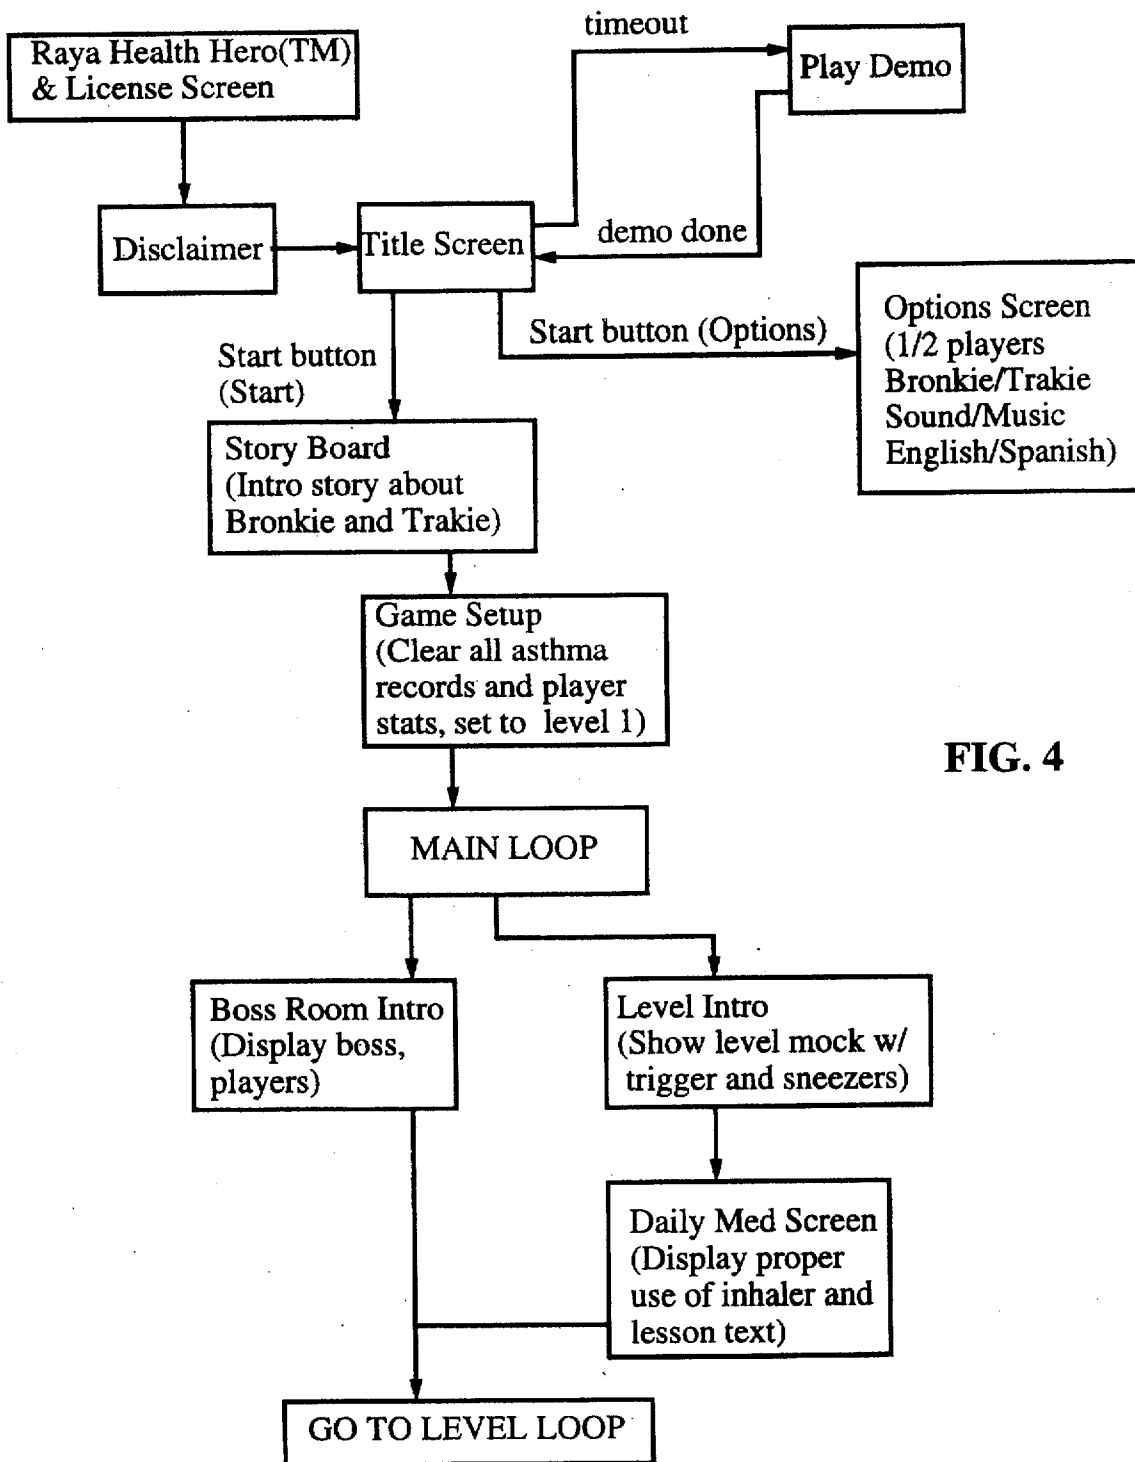 Raya Health Hero(TM)
& License Screen
timeout
Play Demo
Disclaimer
Title Screen
demo done
Start button (Options)
Options Screen
(1/2 players
Bronkie/Trakie
Sound/Music
English/Spanish)
Start button
(Start)
Story Board
(Intro story about
Bronkie and Trakie)
Game Setup
(Clear all asthma
records and player
stats, set to level 1)
FIG. 4
MAIN LOOP
Boss Room Intro
(Display boss,
players)
Level Intro
(Show level mock w/
trigger and sneezers)
Daily Med Screen
(Display proper
use of inhaler and
lesson text)
GO TO LEVEL LOOP